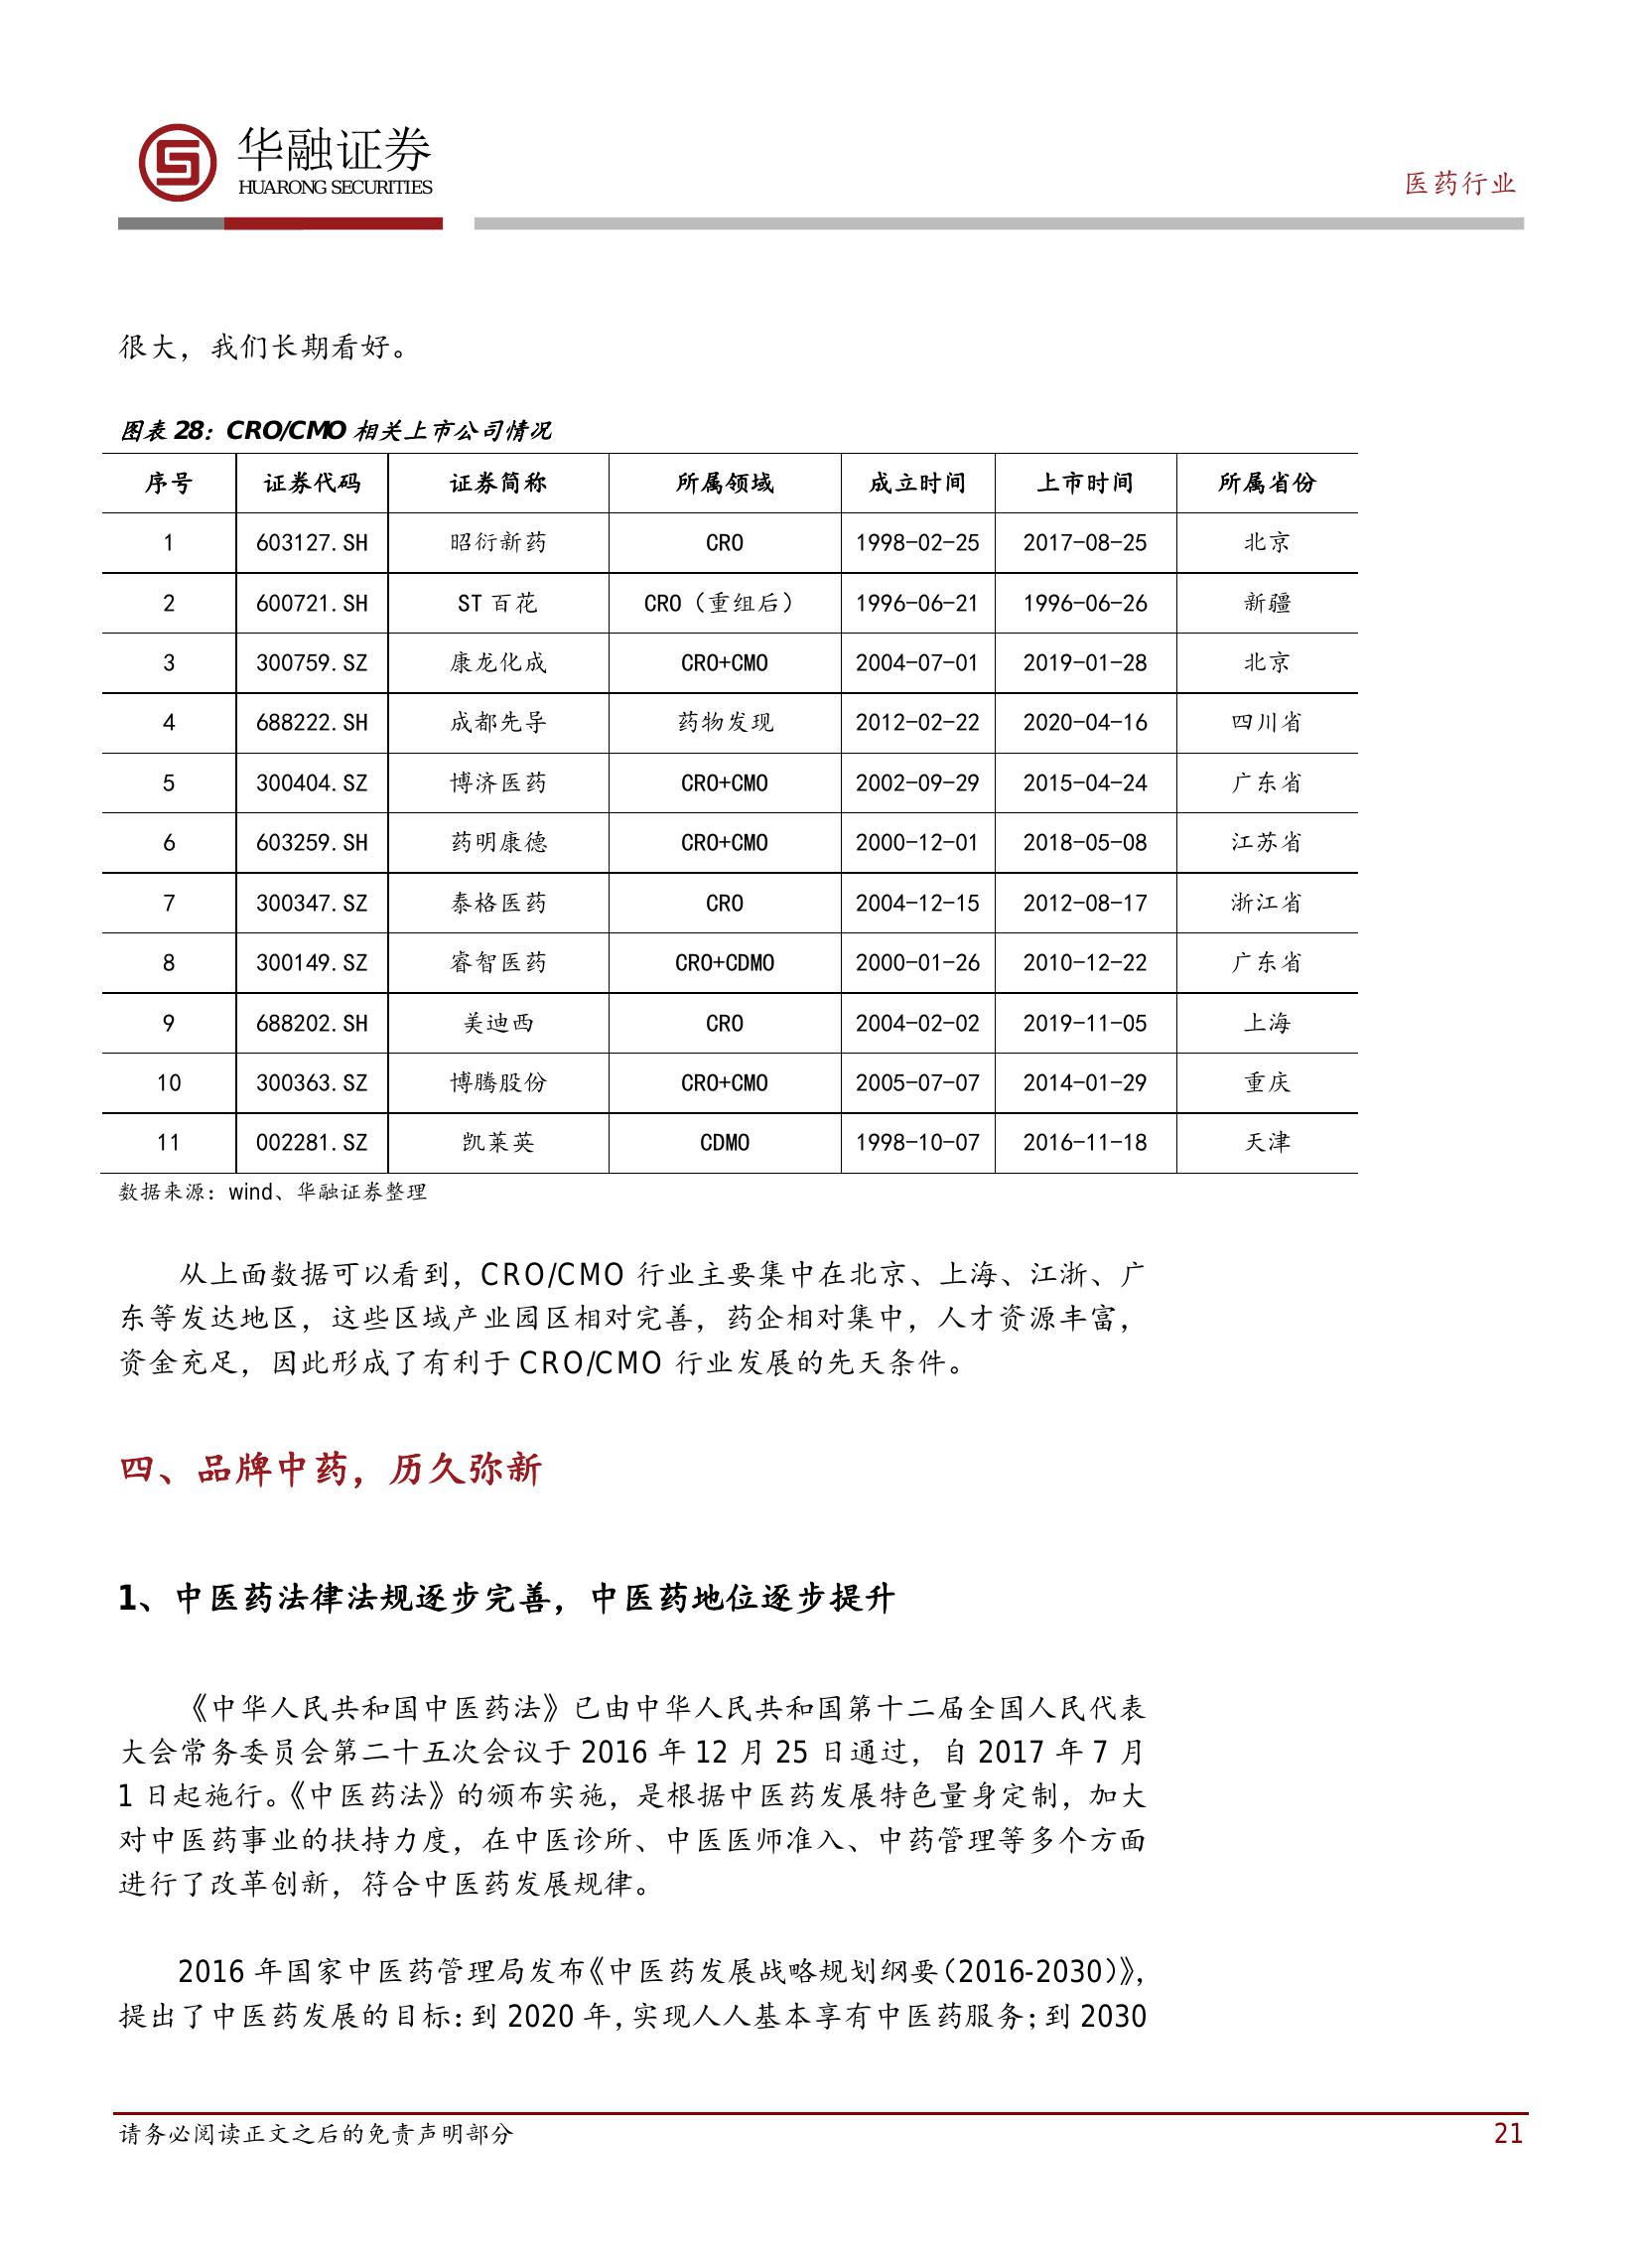 华融证券
HUARONG SECURITIES
医药行业
很大，我们长期看好。
图表 28：CRO/CMO 相关上市公司情况
序号 证券代码 证券简称 所属领域 成立时间 上市时间 所属省份
1 603127.SH 昭衍新药 CRO 1998-02-25 2017-08-25 北京
2 600721.SH ST 百花 CRO（重组后） 1996-06-21 1996-06-26 新疆
3 300759.SZ 康龙化成 CRO+CMO 2004-07-01 2019-01-28 北京
4 688222.SH 成都先导 药物发现 2012-02-22 2020-04-16 四川省
5 300404.SZ 博济医药 CRO+CMO 2002-09-29 2015-04-24 广东省
6 603259.SH 药明康德 CRO+CMO 2000-12-01 2018-05-08 江苏省
7 300347.SZ 泰格医药 CRO 2004-12-15 2012-08-17 浙江省
8 300149.SZ 睿智医药 CRO+CDMO 2000-01-26 2010-12-22 广东省
9 688202.SH 美迪西 CRO 2004-02-02 2019-11-05 上海
10 300363.SZ 博腾股份 CRO+CMO 2005-07-07 2014-01-29 重庆
11 002281.SZ 凯莱英 CDMO 1998-10-07 2016-11-18 天津
数据来源：wind、华融证券整理
从上面数据可以看到，CRO/CMO 行业主要集中在北京、上海、江浙、广
东等发达地区，这些区域产业园区相对完善，药企相对集中，人才资源丰富，
资金充足，因此形成了有利于 CRO/CMO 行业发展的先天条件。
四、品牌中药，历久弥新
1、中医药法律法规逐步完善，中医药地位逐步提升
《中华人民共和国中医药法》已由中华人民共和国第十二届全国人民代表
大会常务委员会第二十五次会议于 2016 年 12 月 25 日通过，自 2017 年 7 月
1 日起施行。《中医药法》的颁布实施，是根据中医药发展特色量身定制，加大
对中医药事业的扶持力度，在中医诊所、中医医师准入、中药管理等多个方面
进行了改革创新，符合中医药发展规律。
2016 年国家中医药管理局发布《中医药发展战略规划纲要（2016-2030）》，
提出了中医药发展的目标：到 2020 年，实现人人基本享有中医药服务；到 2030
请务必阅读正文之后的免责声明部分
21